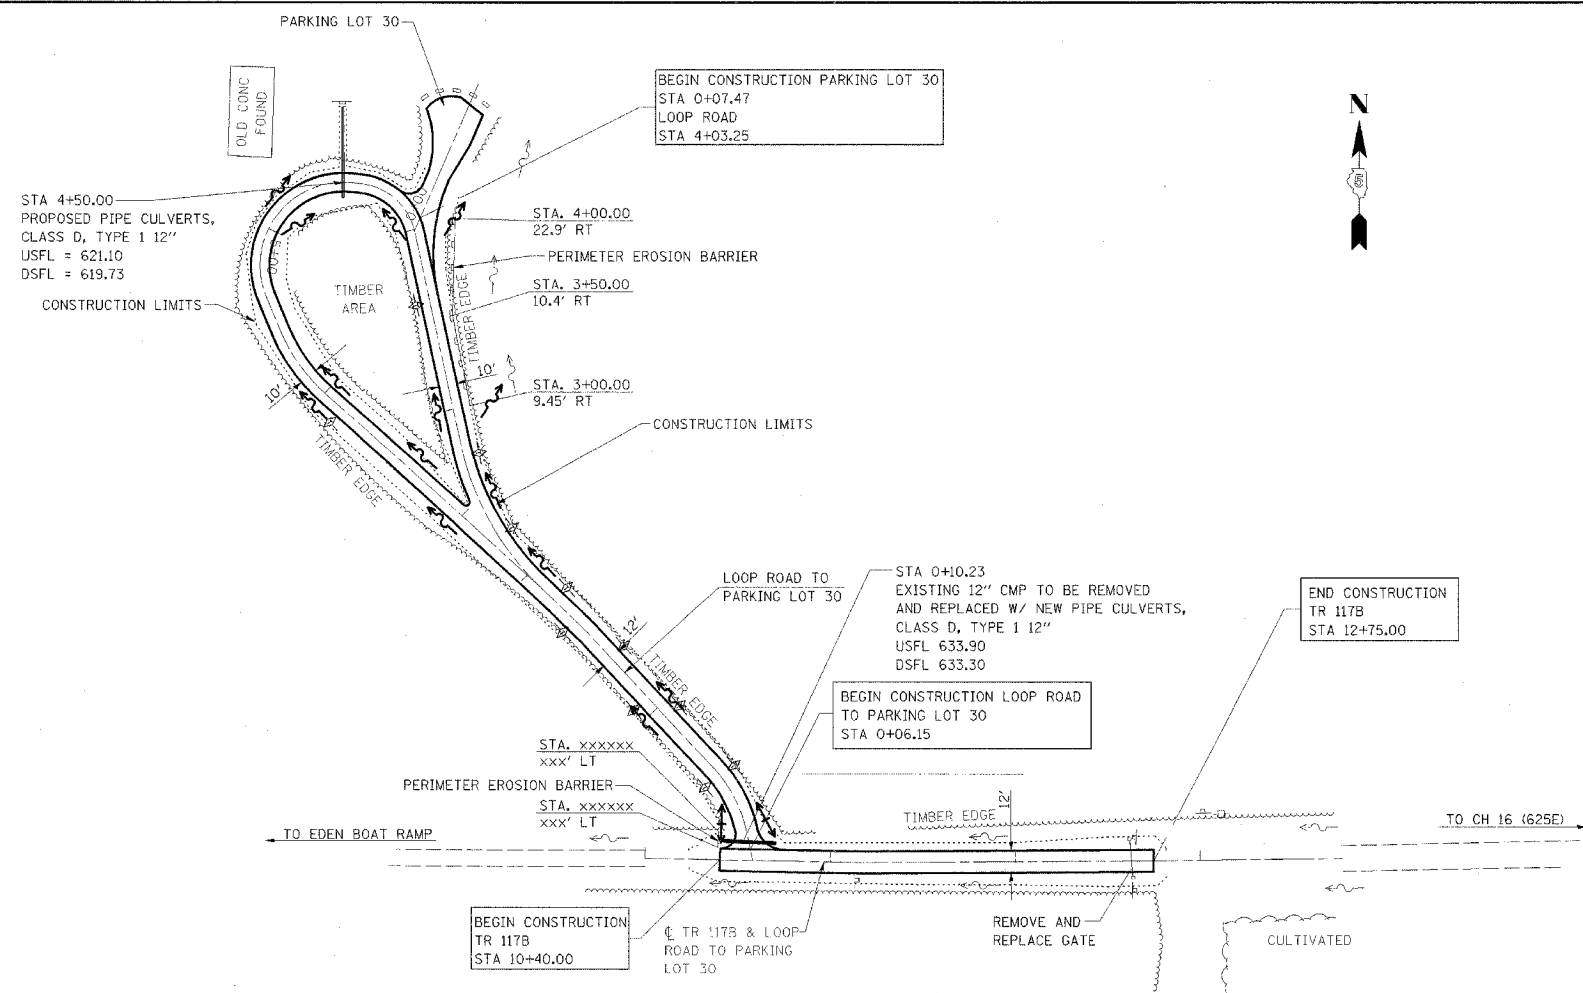 PARKING LOT 30
OLD CONC
FOUND
BEGIN CONSTRUCTION PARKING LOT 30
STA 0+07.47
LOOP ROAD
STA 4+03.25
N
STA 4+50.00
PROPOSED PIPE CULVERTS,
CLASS D, TYPE 1 12"
USFL = 621.10
DSFL = 619.73
CONSTRUCTION LIMITS
STA. 4+00.00
22.9' RT
PERIMETER EROSION BARRIER
STA. 3+50.00
10.4' RT
TIMBER
AREA
TIMBER EDGE
10'
10'
STA. 3+00.00
9.45' RT
CONSTRUCTION LIMITS
TIMBER EDGE
LOOP ROAD TO
PARKING LOT 30
12'
TIMBER EDGE
STA 0+10.23
EXISTING 12" CMP TO BE REMOVED
AND REPLACED W/ NEW PIPE CULVERTS,
CLASS D, TYPE 1 12"
USFL 633.90
DSFL 633.30
END CONSTRUCTION
TR 117B
STA 12+75.00
BEGIN CONSTRUCTION LOOP ROAD
TO PARKING LOT 30
STA 0+06.15
STA. xxxxxx
xxx' LT
PERIMETER EROSION BARRIER
STA. xxxxxx
xxx' LT
TO EDEN BOAT RAMP
TIMBER EDGE
12'
TO CH 16 (625E)
BEGIN CONSTRUCTION
TR 117B
STA 10+40.00
℄ TR 117B & LOOP
ROAD TO PARKING
LOT 30
REMOVE AND
REPLACE GATE
CULTIVATED